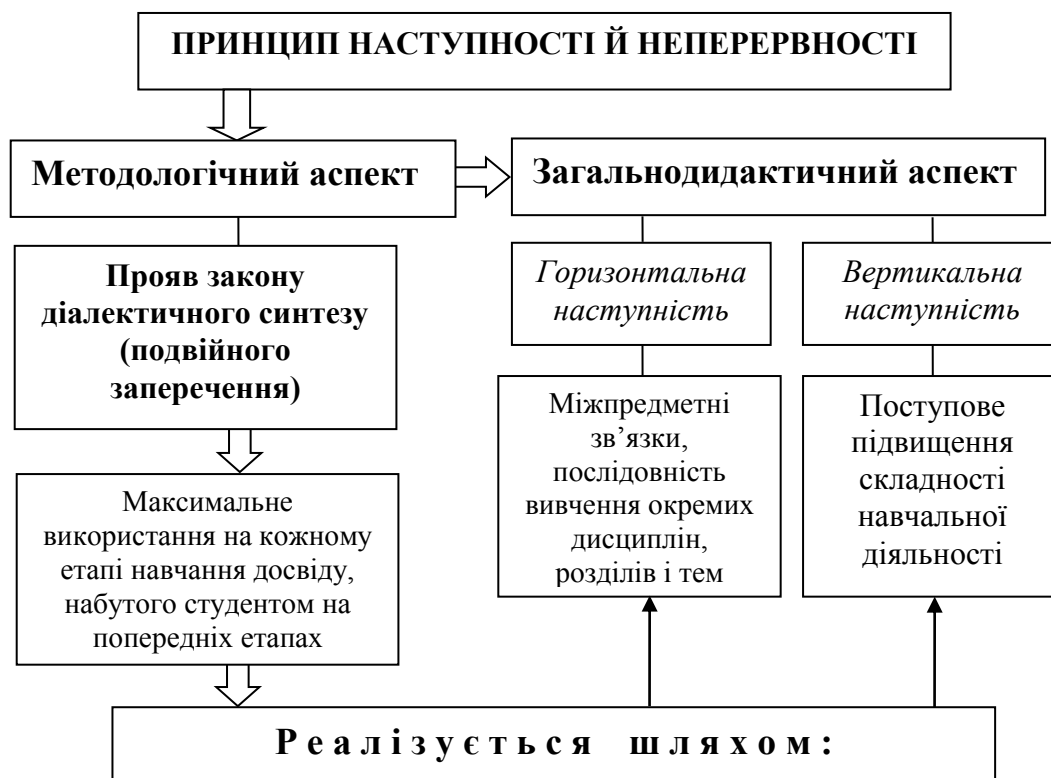 ПРИНЦИП НАСТУПНОСТІ Й НЕПЕРЕРВНОСТІ
Методологічний аспект
Загальнодидактичний аспект
Прояв закону
діалектичного синтезу
(подвійного
заперечення)
Горизонтальна
наступність
Вертикальна
наступність
Максимальне
використання на кожному
етапі навчання досвіду,
набутого студентом на
попередніх етапах
Міжпредметні
зв’язки,
послідовність
вивчення окремих
дисциплін,
розділів і тем
Поступове
підвищення
складності
навчальної
діяльності
Реалізується шляхом: